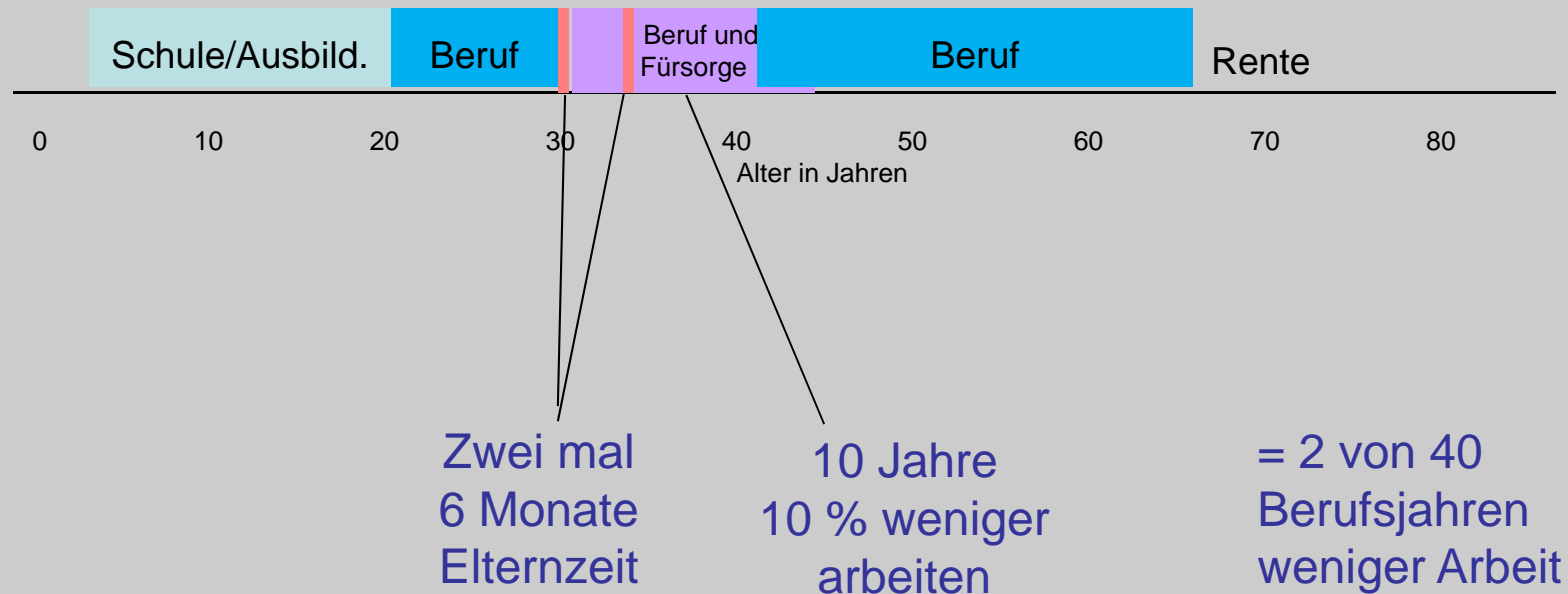 Schule/Ausbild.
Beruf
Beruf und
Fürsorge
Beruf
Rente
0 10 20 30 40 50 60 70 80
Alter in Jahren
Zwei mal
6 Monate
Elternzeit
10 Jahre
10 % weniger
arbeiten
= 2 von 40
Berufsjahren
weniger Arbeit